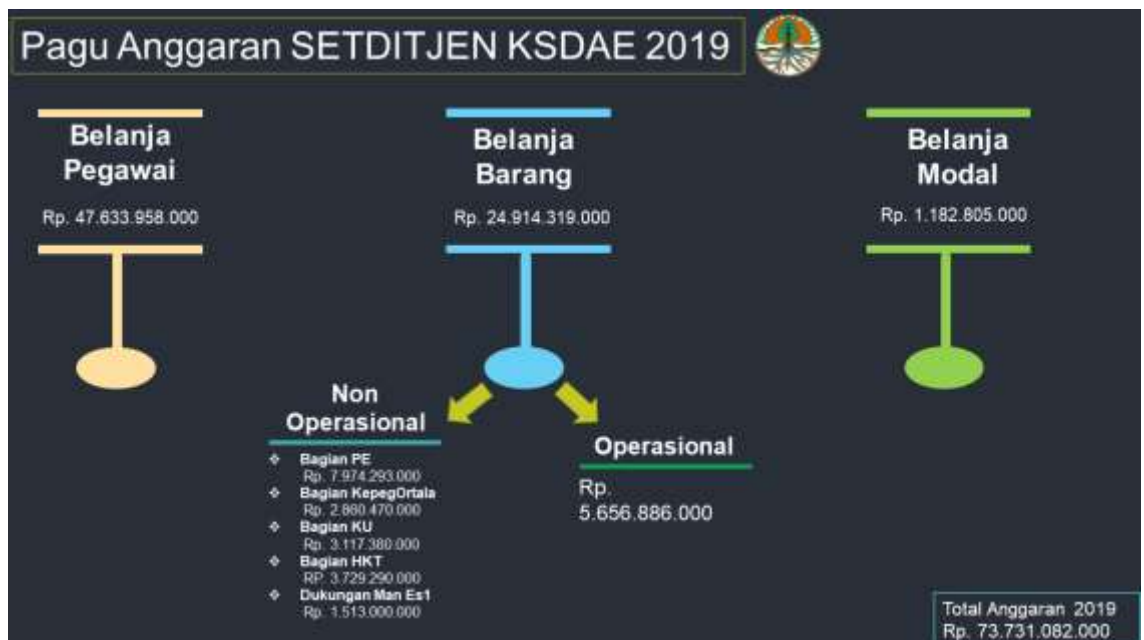 Pagu Anggaran SETDITJEN KSDAE 2019
Belanja
Pegawai
Rp. 47.633.958.000
Belanja
Barang
Rp. 24.914.319.000
Belanja
Modal
Rp. 1.182.805.000
Non
Operasional
Bagian PE
Rp. 7.974.293.000
Bagian KepegOrtala
Rp. 2.860.470.000
Bagian KU
Rp. 3.117.380.000
Bagian HKT
RP. 3.729.290.000
Dukungan Man Es1
Rp. 1.513.000.000
Operasional
Rp.
5.656.886.000
Total Anggaran 2019
Rp. 73.731.082.000